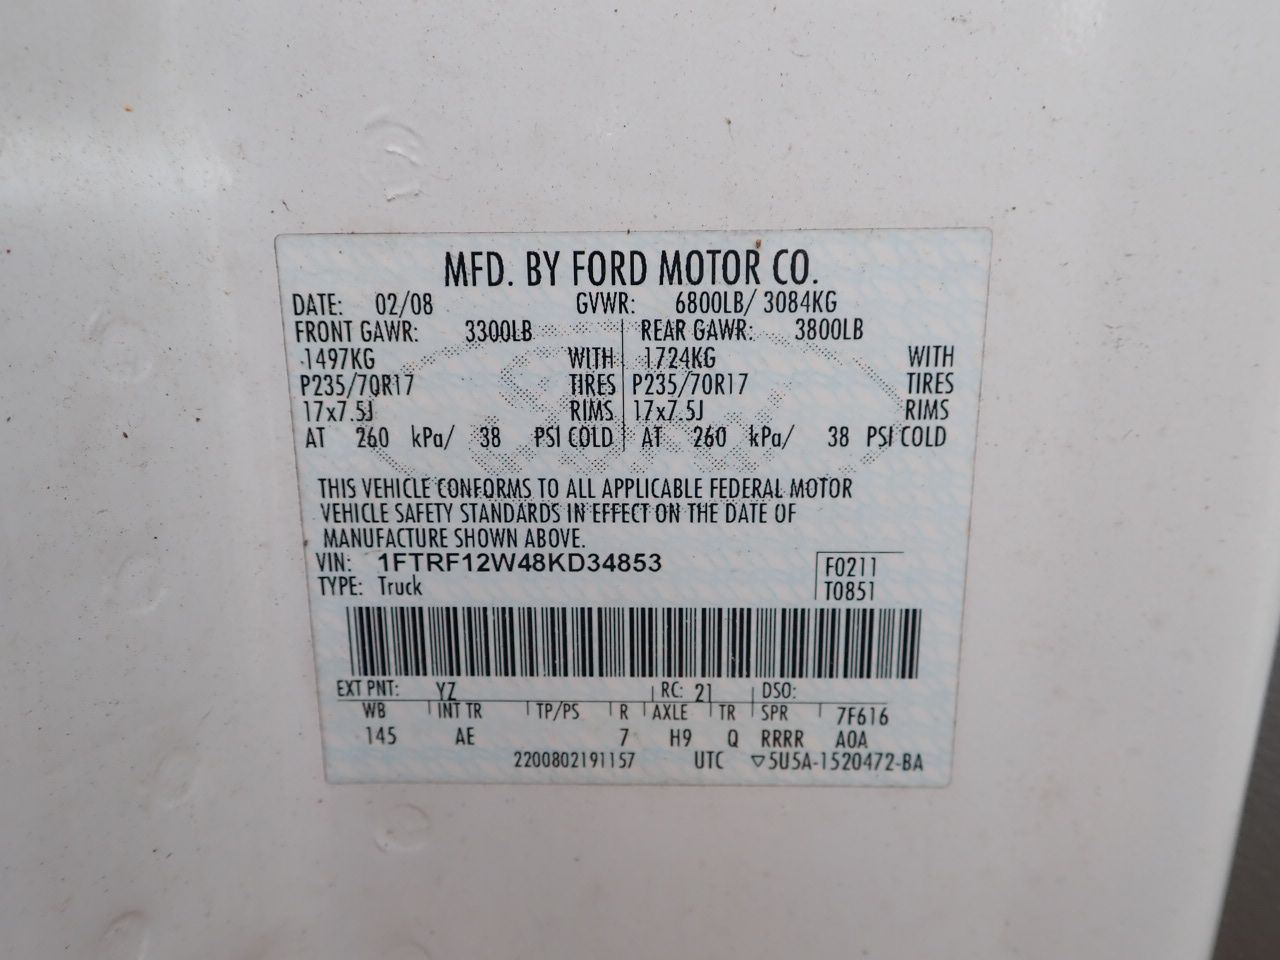 MFD. BY FORD MOTOR CO.
DATE: 02/08 GVWR: 6800LB/ 3084KG
FRONT GAWR: 3300LB REAR GAWR: 3800LB
1497KG WITH 1724KG WITH
P235/70R17 TIRES P235/70R17 TIRES
17x7.5J RIMS 17x7.5J RIMS
AT 260 kPa/ 38 PSI COLD AT 260 kPa/ 38 PSI COLD
THIS VEHICLE CONFORMS TO ALL APPLICABLE FEDERAL MOTOR
VEHICLE SAFETY STANDARDS IN EFFECT ON THE DATE OF
MANUFACTURE SHOWN ABOVE.
VIN: 1FTRF12W48KD34853 F0211
TYPE: Truck T0851
EXT PNT: YZ RC: 21 DSO:
WB INT TR TP/PS R AXLE TR SPR 7F616
145 AE 7 H9 Q RRRR A0A
2200802191157 UTC ▽5U5A-1520472-BA